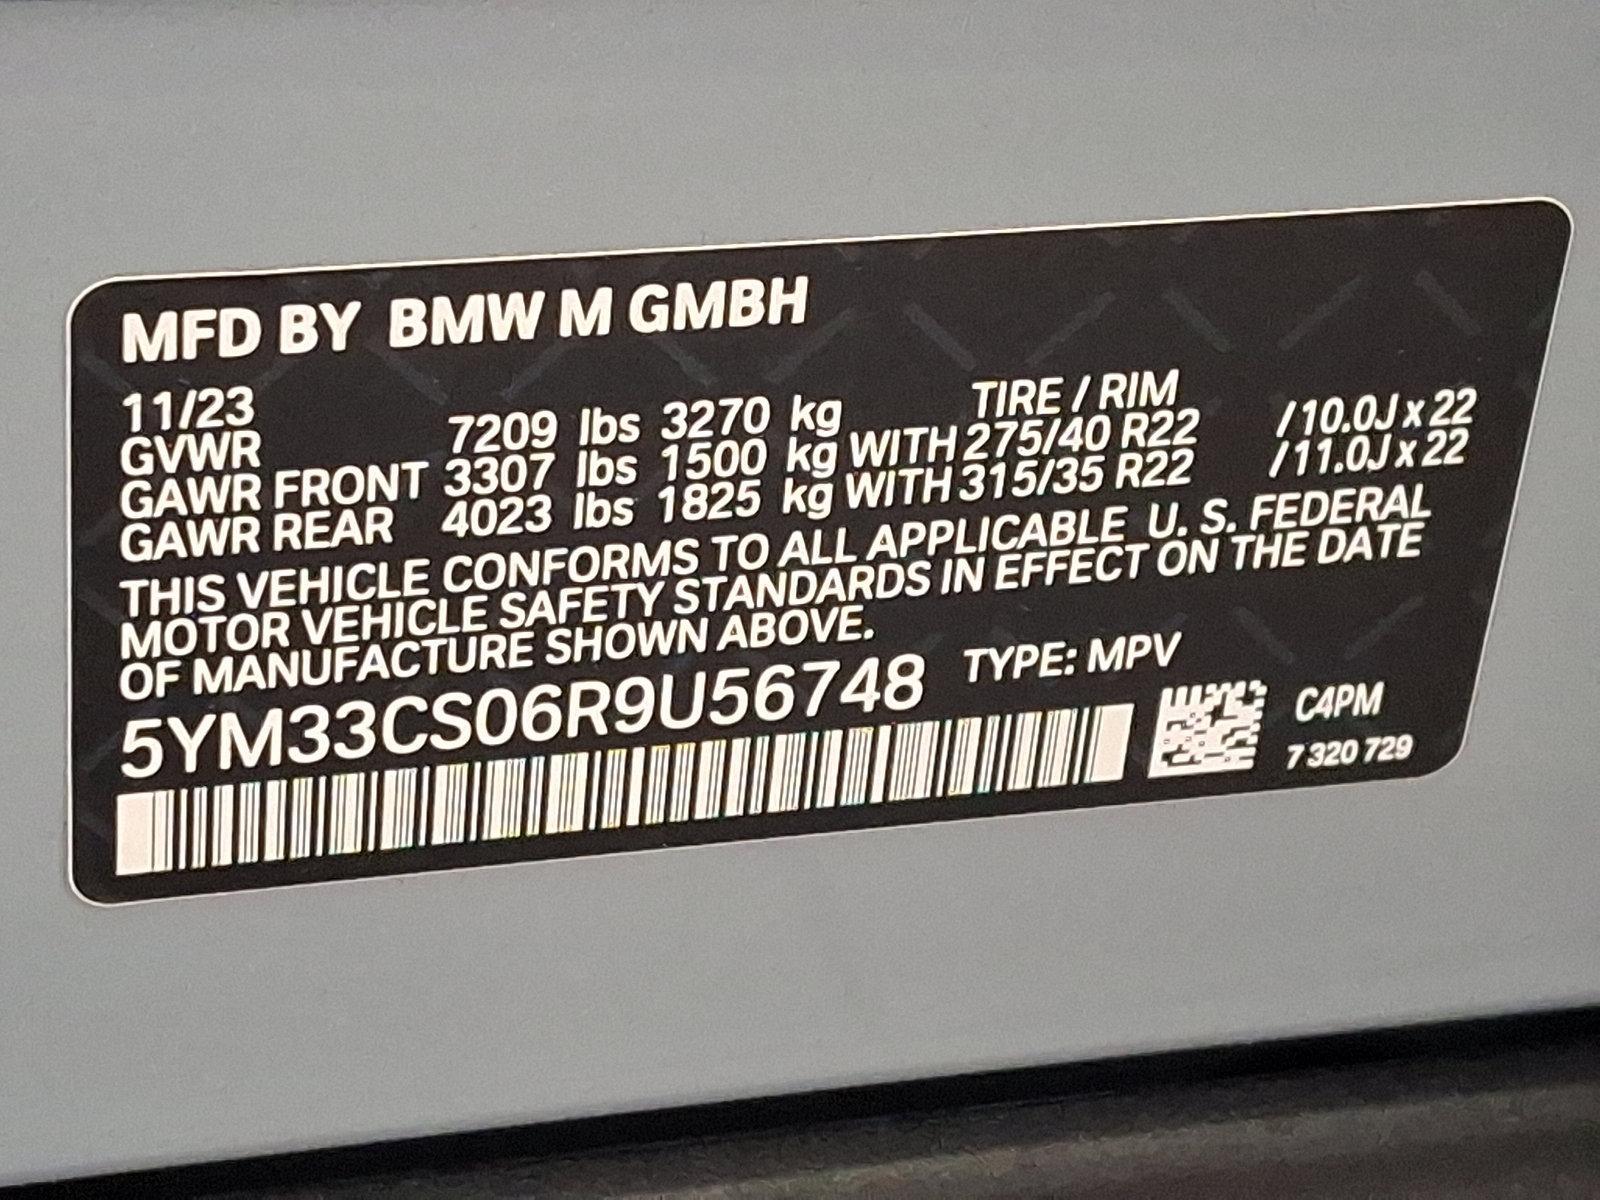 MFD BY BMW M GMBH
11/23 TIRE / RIM
GVWR 7209 lbs 3270 kg
GAWR FRONT 3307 lbs 1500 kg WITH 275/40 R22 /10.0J x 22
GAWR REAR 4023 lbs 1825 kg WITH 315/35 R22 /11.0J x 22
THIS VEHICLE CONFORMS TO ALL APPLICABLE U. S. FEDERAL
MOTOR VEHICLE SAFETY STANDARDS IN EFFECT ON THE DATE
OF MANUFACTURE SHOWN ABOVE.
5YM33CS06R9U56748 TYPE: MPV
C4PM
7 320 729